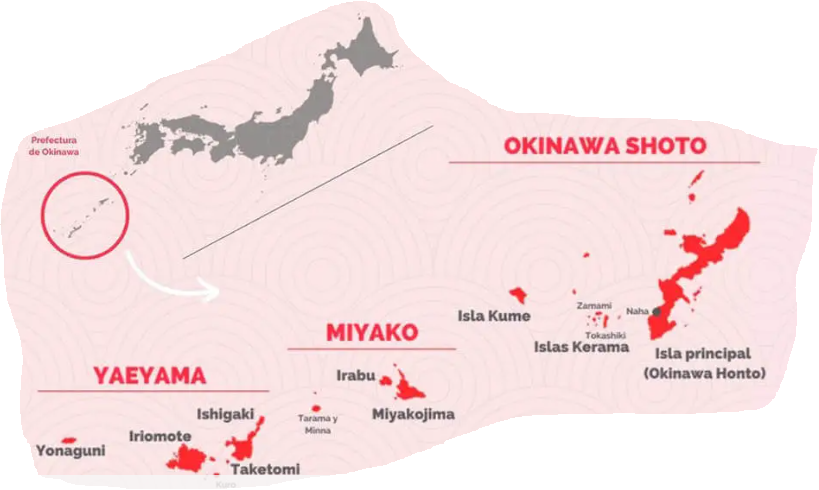 Prefectura
de Okinawa
OKINAWA SHOTO
Zamami
Naha
Isla Kume
Tokashiki
Islas Kerama
Isla principal
(Okinawa Honto)
MIYAKO
Irabu
Miyakojima
Tarama y
Minna
YAEYAMA
Ishigaki
Iriomote
Yonaguni
Taketomi
Kuro